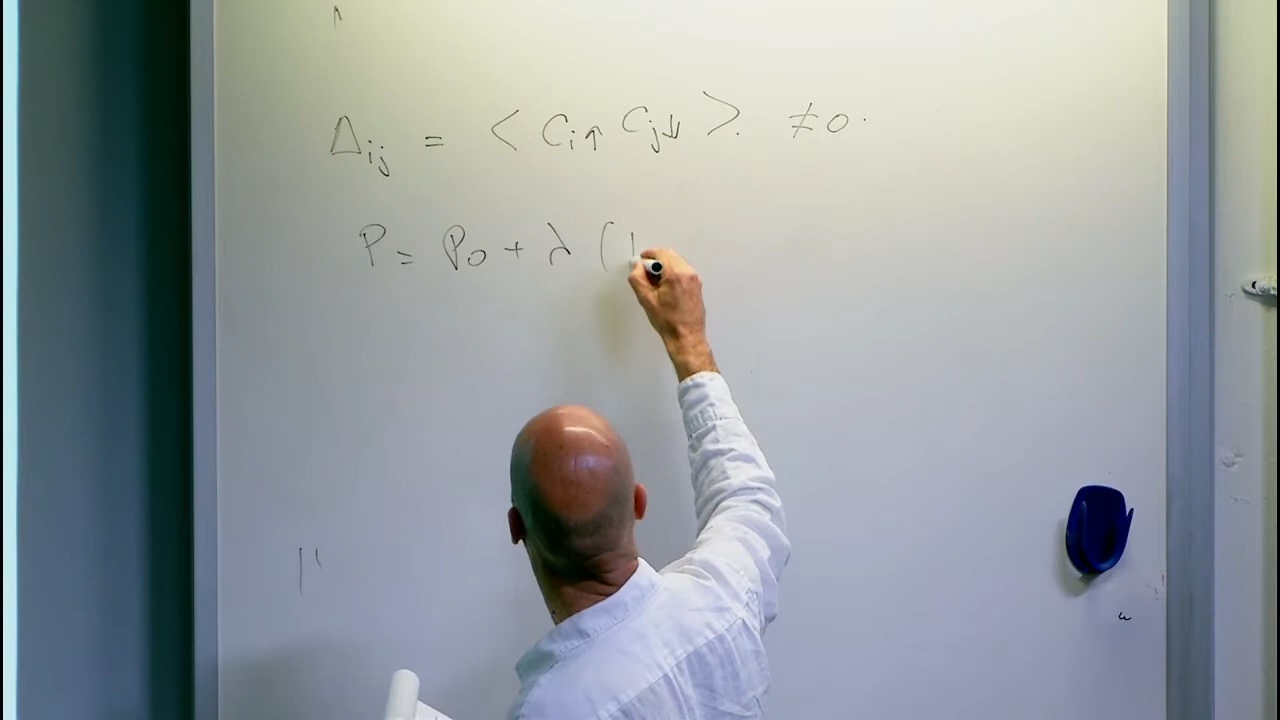 Δij = < Ci↑ Cj↓ >. ≠0.
P = P0 + λ (